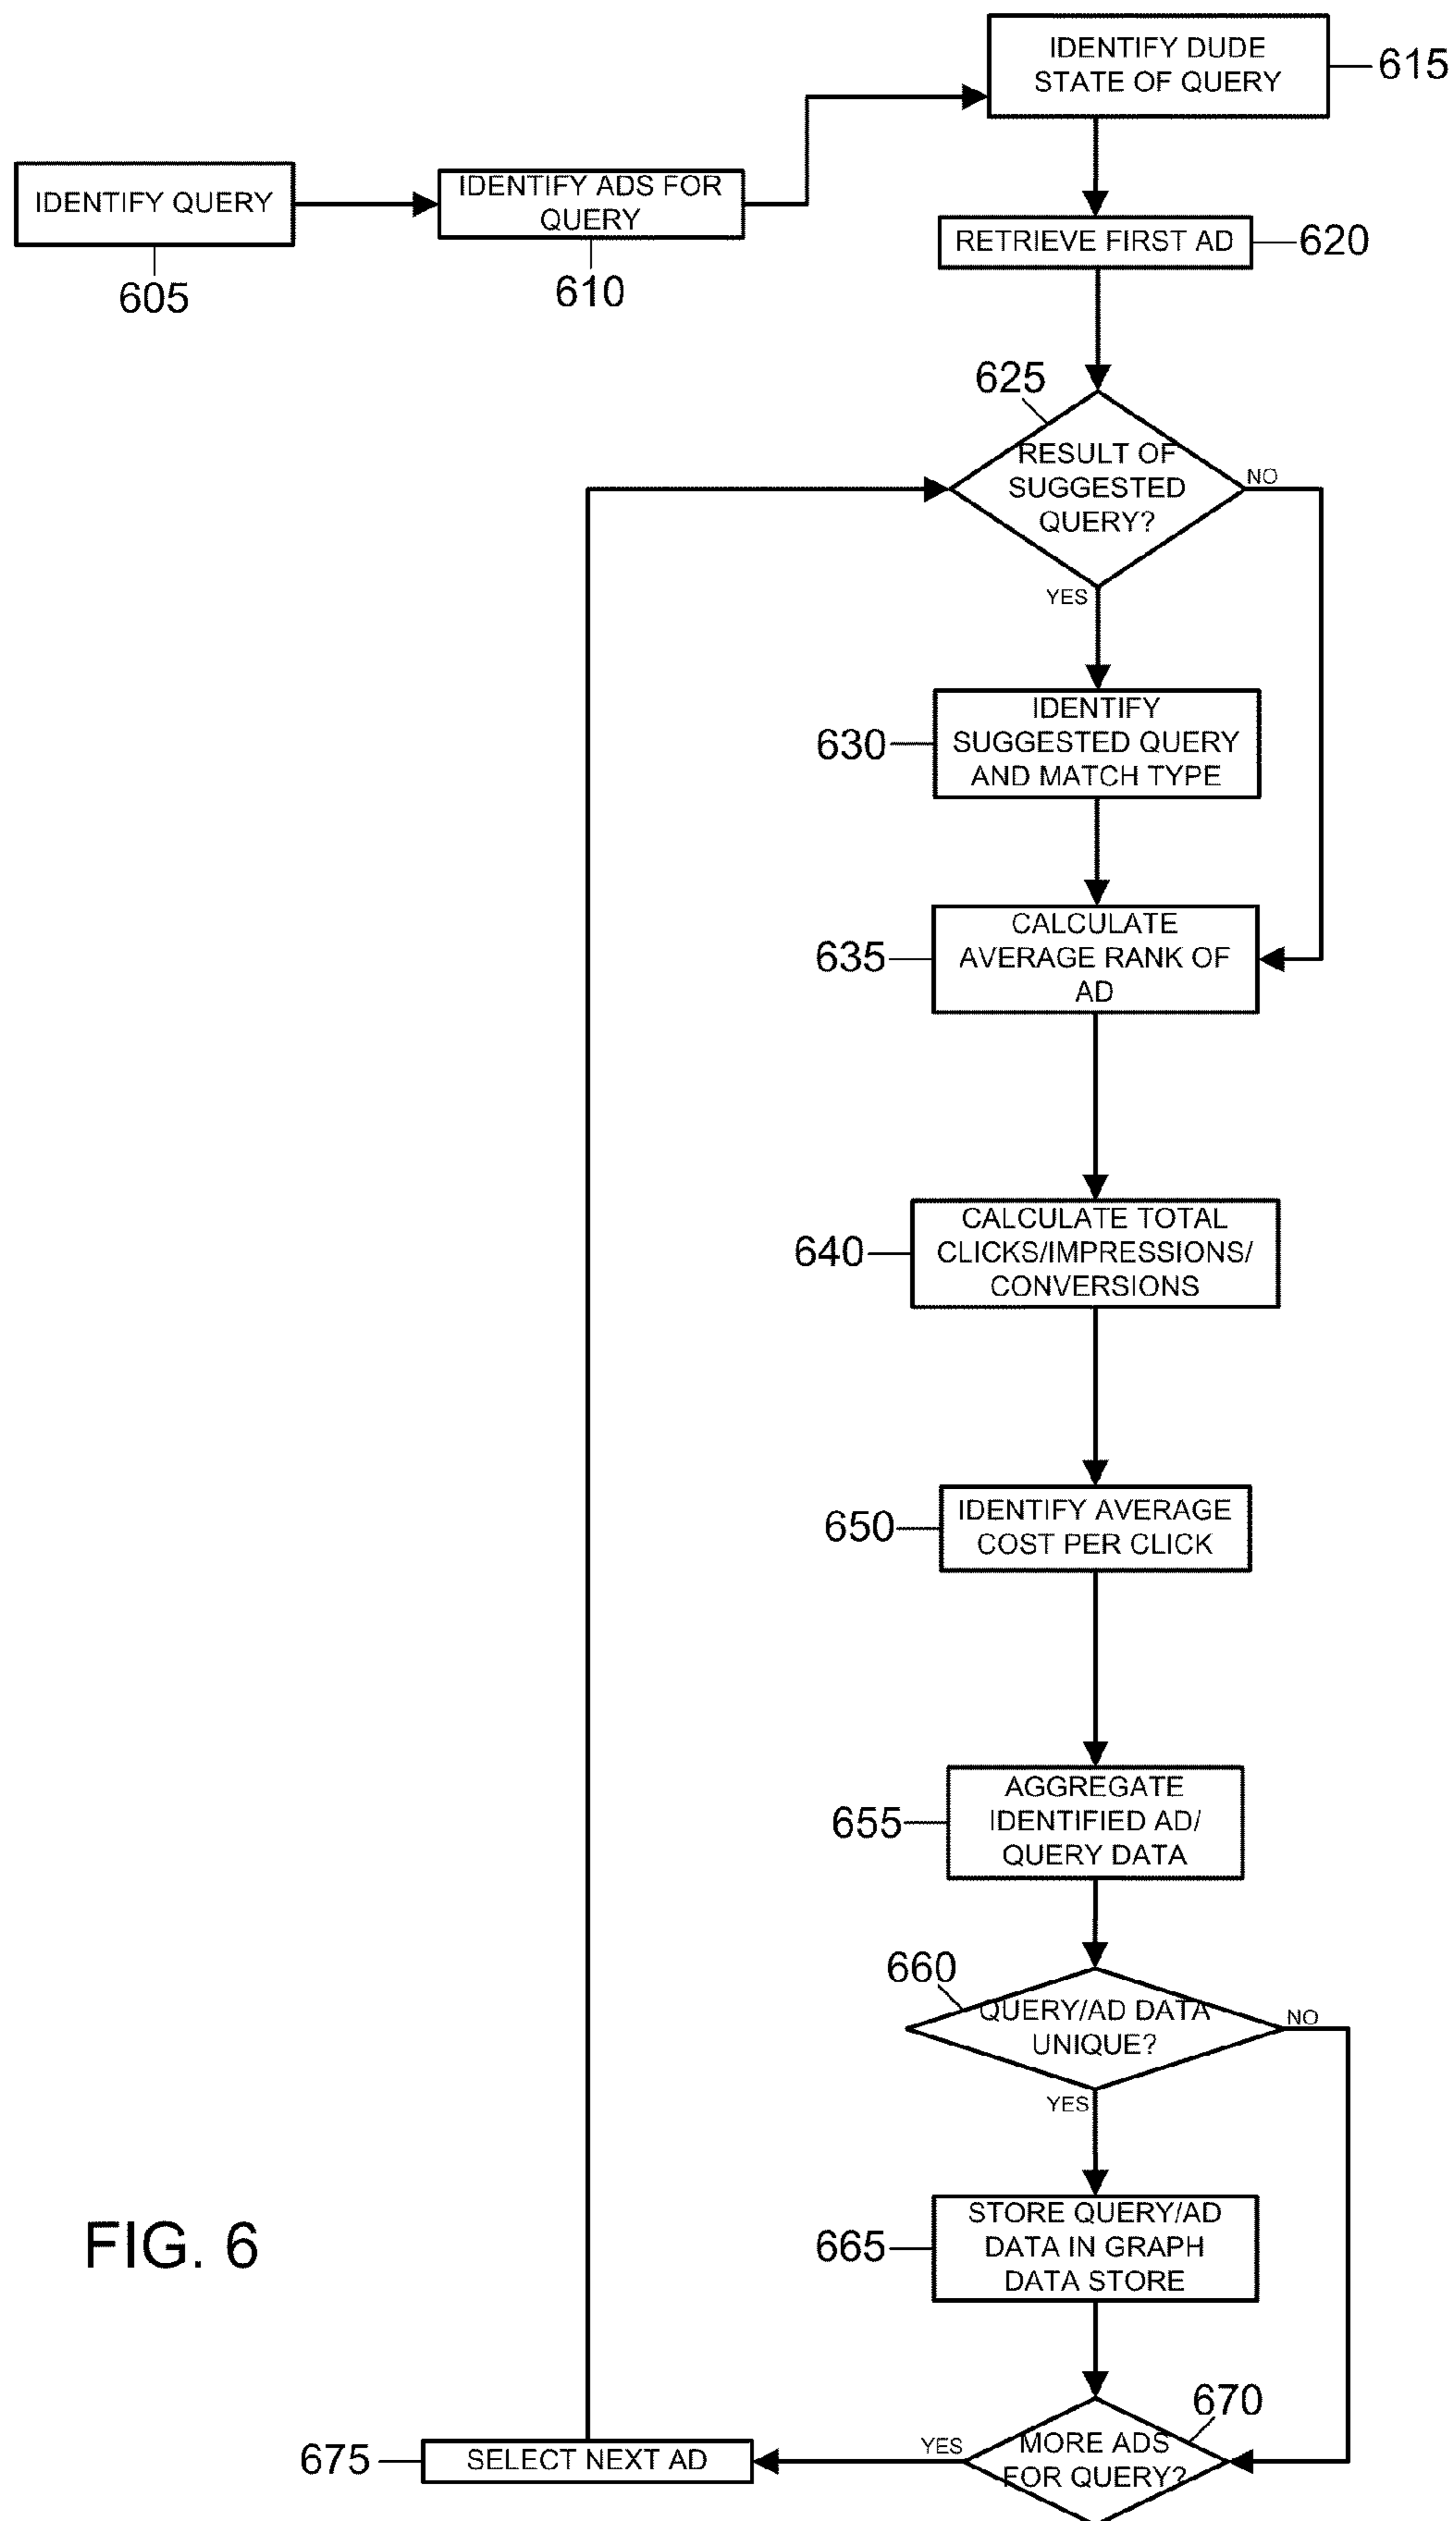 IDENTIFY DUDE
STATE OF QUERY
615
IDENTIFY QUERY
605
IDENTIFY ADS FOR
QUERY
610
RETRIEVE FIRST AD
620
625
RESULT OF
SUGGESTED
QUERY?
NO
YES
630
IDENTIFY
SUGGESTED QUERY
AND MATCH TYPE
635
CALCULATE
AVERAGE RANK OF
AD
640
CALCULATE TOTAL
CLICKS/IMPRESSIONS/
CONVERSIONS
650
IDENTIFY AVERAGE
COST PER CLICK
655
AGGREGATE
IDENTIFIED AD/
QUERY DATA
660
QUERY/AD DATA
UNIQUE?
NO
YES
665
STORE QUERY/AD
DATA IN GRAPH
DATA STORE
FIG. 6
670
MORE ADS
FOR QUERY?
YES
675
SELECT NEXT AD